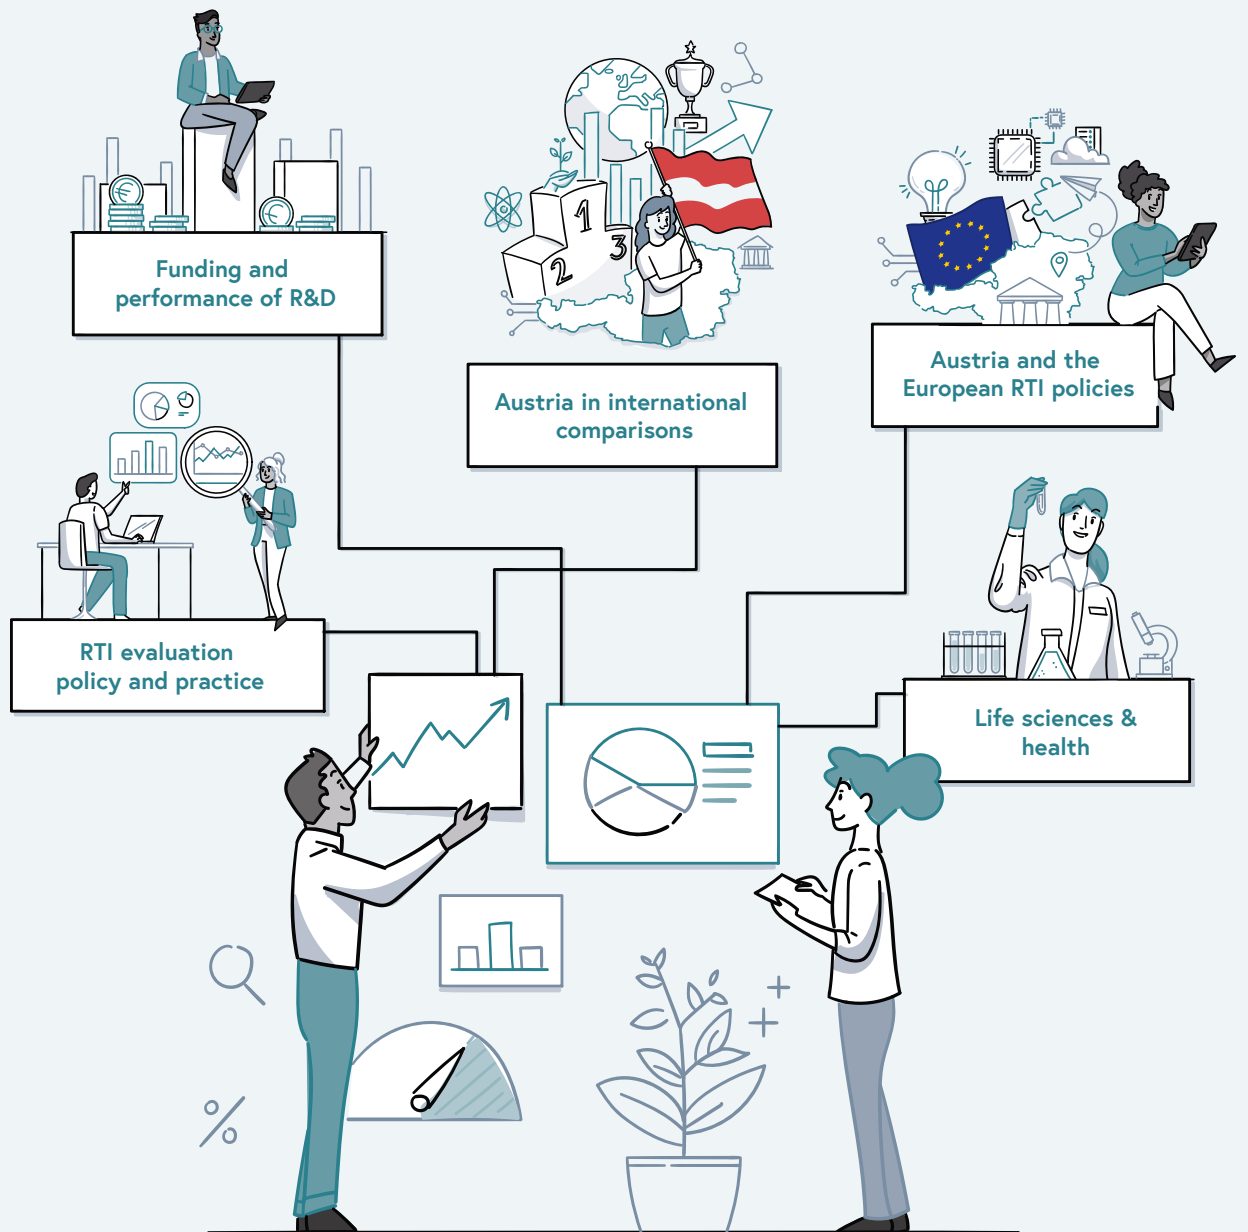 Funding and
performance of R&D
1
2
3
Austria in international
comparisons
Austria and the
European RTI policies
RTI evaluation
policy and practice
Life sciences &
health
%